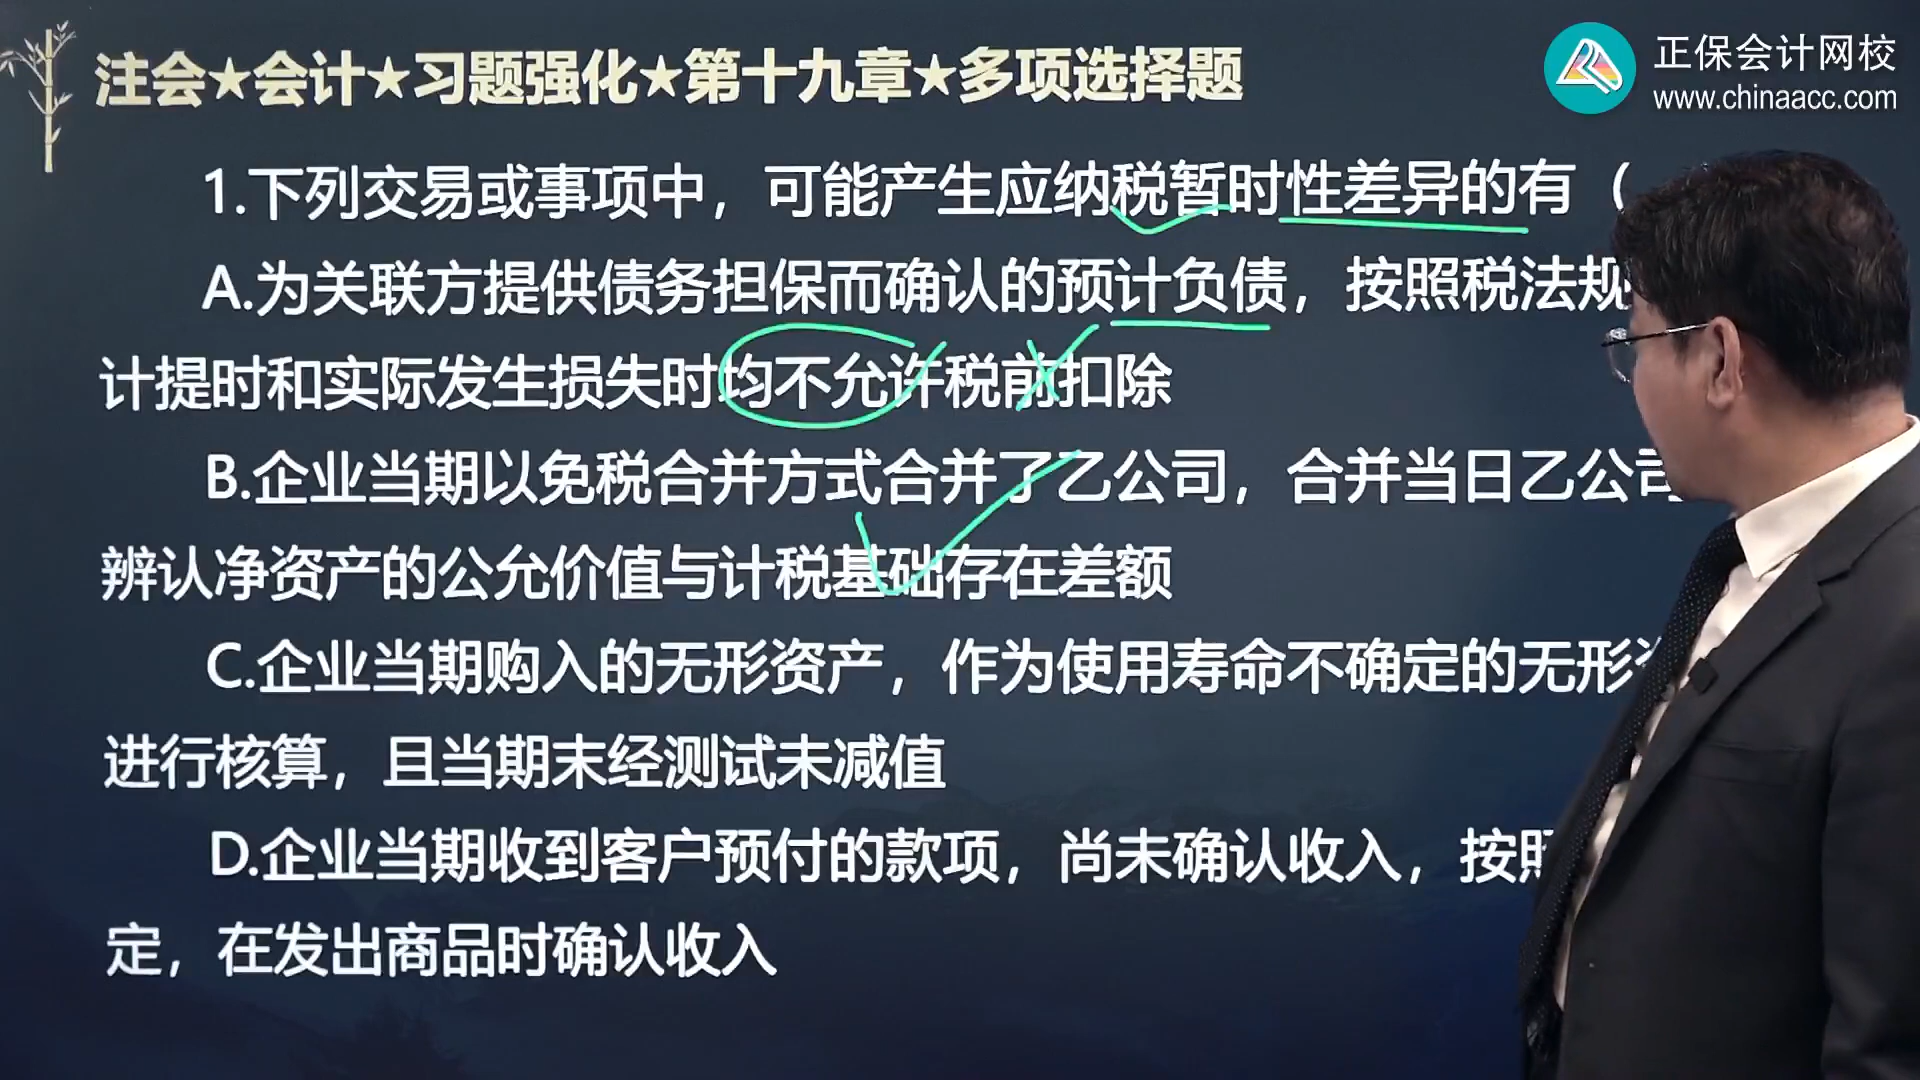 注会★会计★习题强化★第十九章★多项选择题
正保会计网校
www.chinaacc.com
1.下列交易或事项中，可能产生应纳税暂时性差异的有（
A.为关联方提供债务担保而确认的预计负债，按照税法规
计提时和实际发生损失时均不允许税前扣除
B.企业当期以免税合并方式合并了乙公司，合并当日乙公司
辨认净资产的公允价值与计税基础存在差额
C.企业当期购入的无形资产，作为使用寿命不确定的无形
进行核算，且当期末经测试未减值
D.企业当期收到客户预付的款项，尚未确认收入，按照
定，在发出商品时确认收入